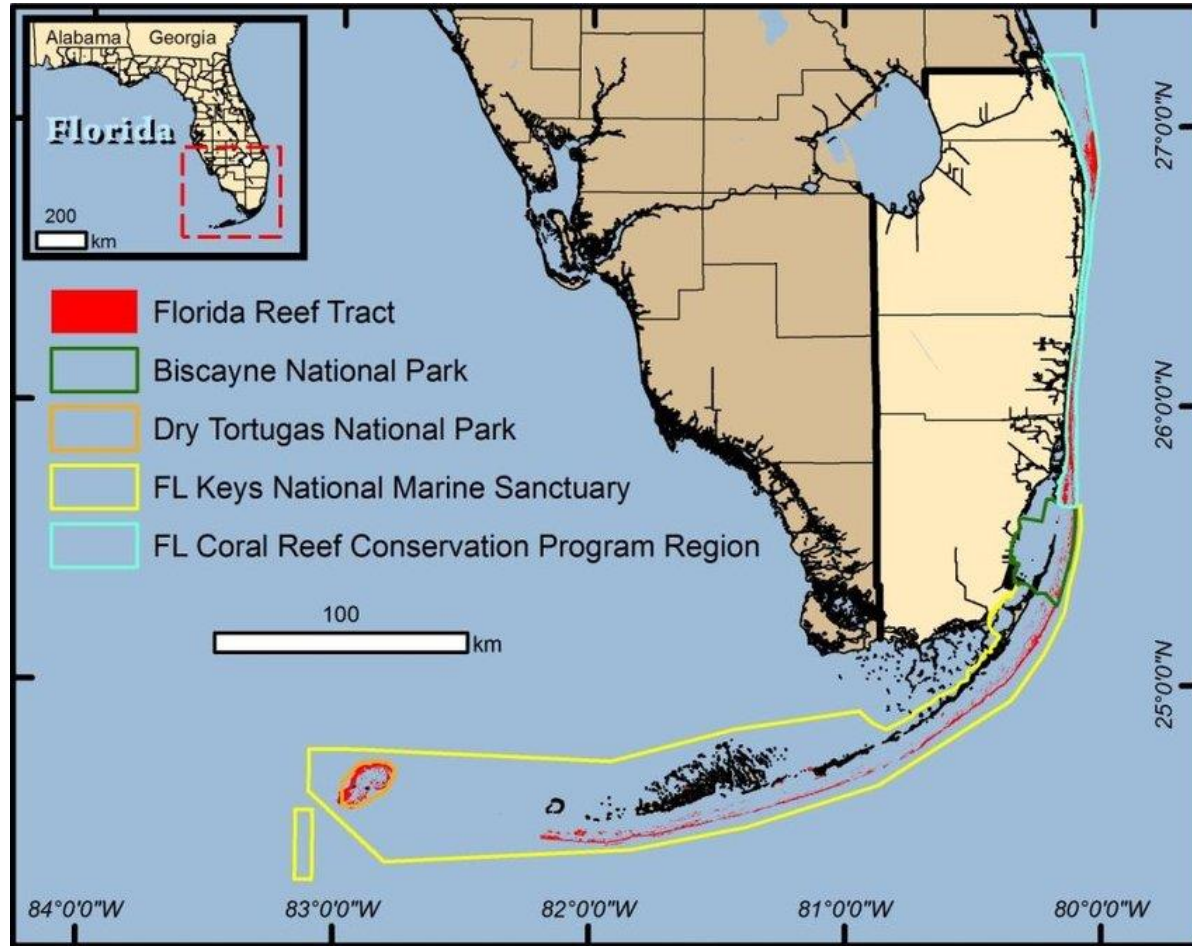 Alabama
Georgia
Florida
200
km
Florida Reef Tract
Biscayne National Park
Dry Tortugas National Park
FL Keys National Marine Sanctuary
FL Coral Reef Conservation Program Region
100
km
27°0'0"N
26°0'0"N
25°0'0"N
84°0'0"W
83°0'0"W
82°0'0"W
81°0'0"W
80°0'0"W